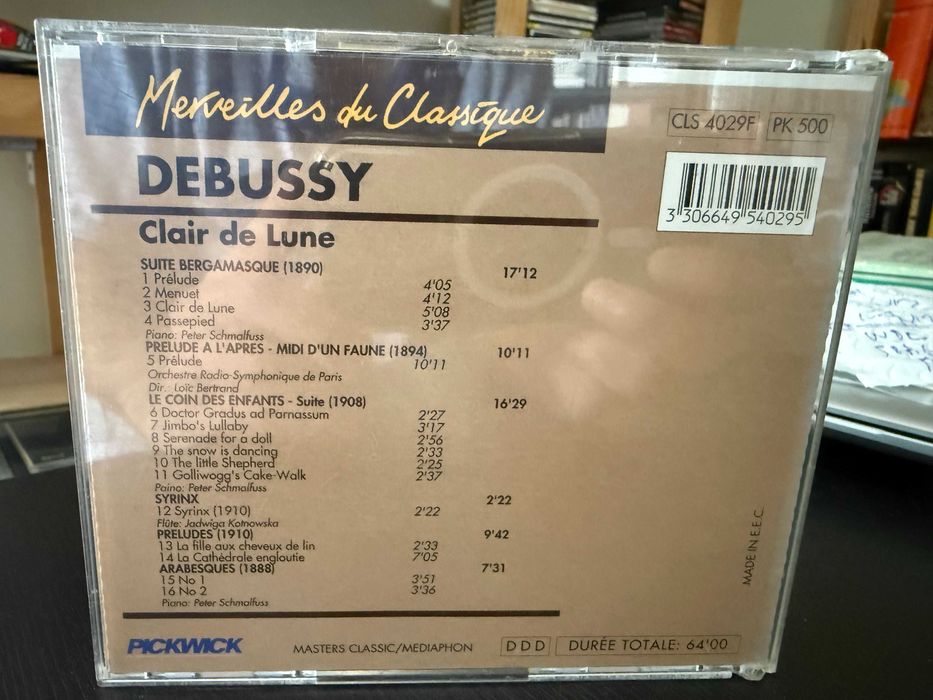 Merveilles du Classique
CLS 4029F PK 500
DEBUSSY
3 306649 540295
Clair de Lune
SUITE BERGAMASQUE (1890) 17'12
1 Prélude 4'05
2 Menuet 4'12
3 Clair de Lune 5'08
4 Passepied 3'37
Piano: Peter Schmalfuss
PRELUDE A L'APRES - MIDI D'UN FAUNE (1894) 10'11
5 Prélude 10'11
Orchestre Radio-Symphonique de Paris
Dir.: Loïc Bertrand
LE COIN DES ENFANTS - Suite (1908) 16'29
6 Doctor Gradus ad Parnassum 2'27
7 Jimbo's Lullaby 3'17
8 Serenade for a doll 2'56
9 The snow is dancing 2'33
10 The little Shepherd 2'25
11 Golliwogg's Cake-Walk 2'37
Paino: Peter Schmalfuss
SYRINX 2'22
12 Syrinx (1910) 2'22
Flûte: Jadwiga Kotnowska
PRELUDES (1910) 9'42
13 La fille aux cheveux de lin 2'33
14 La Cathédrale engloutie 7'05
ARABESQUES (1888) 7'31
15 No 1 3'51
16 No 2 3'36
Piano: Peter Schmalfuss
MADE IN E.E.C.
PICKWICK MASTERS CLASSIC/MEDIAPHON DDD DURÉE TOTALE: 64'00